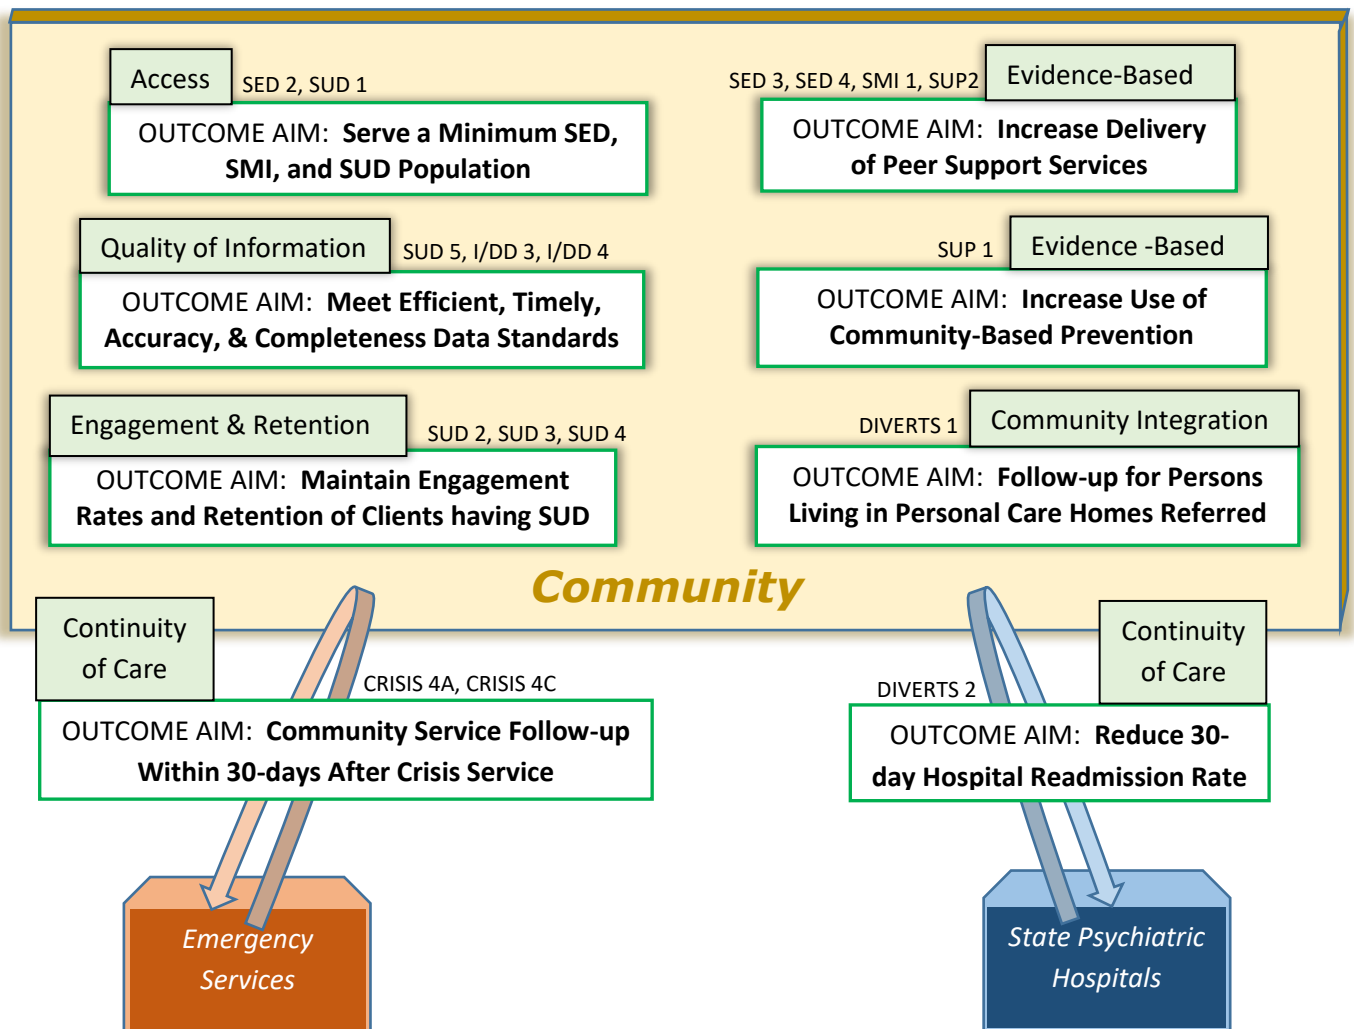 Access
SED 2, SUD 1
OUTCOME AIM: Serve a Minimum SED,
SMI, and SUD Population
SED 3, SED 4, SMI 1, SUP2
Evidence-Based
OUTCOME AIM: Increase Delivery
of Peer Support Services
Quality of Information
SUD 5, I/DD 3, I/DD 4
OUTCOME AIM: Meet Efficient, Timely,
Accuracy, & Completeness Data Standards
SUP 1
Evidence -Based
OUTCOME AIM: Increase Use of
Community-Based Prevention
Engagement & Retention
SUD 2, SUD 3, SUD 4
OUTCOME AIM: Maintain Engagement
Rates and Retention of Clients having SUD
DIVERTS 1
Community Integration
OUTCOME AIM: Follow-up for Persons
Living in Personal Care Homes Referred
Community
Continuity
of Care
CRISIS 4A, CRISIS 4C
OUTCOME AIM: Community Service Follow-up
Within 30-days After Crisis Service
Continuity
of Care
DIVERTS 2
OUTCOME AIM: Reduce 30-
day Hospital Readmission Rate
Emergency
Services
State Psychiatric
Hospitals